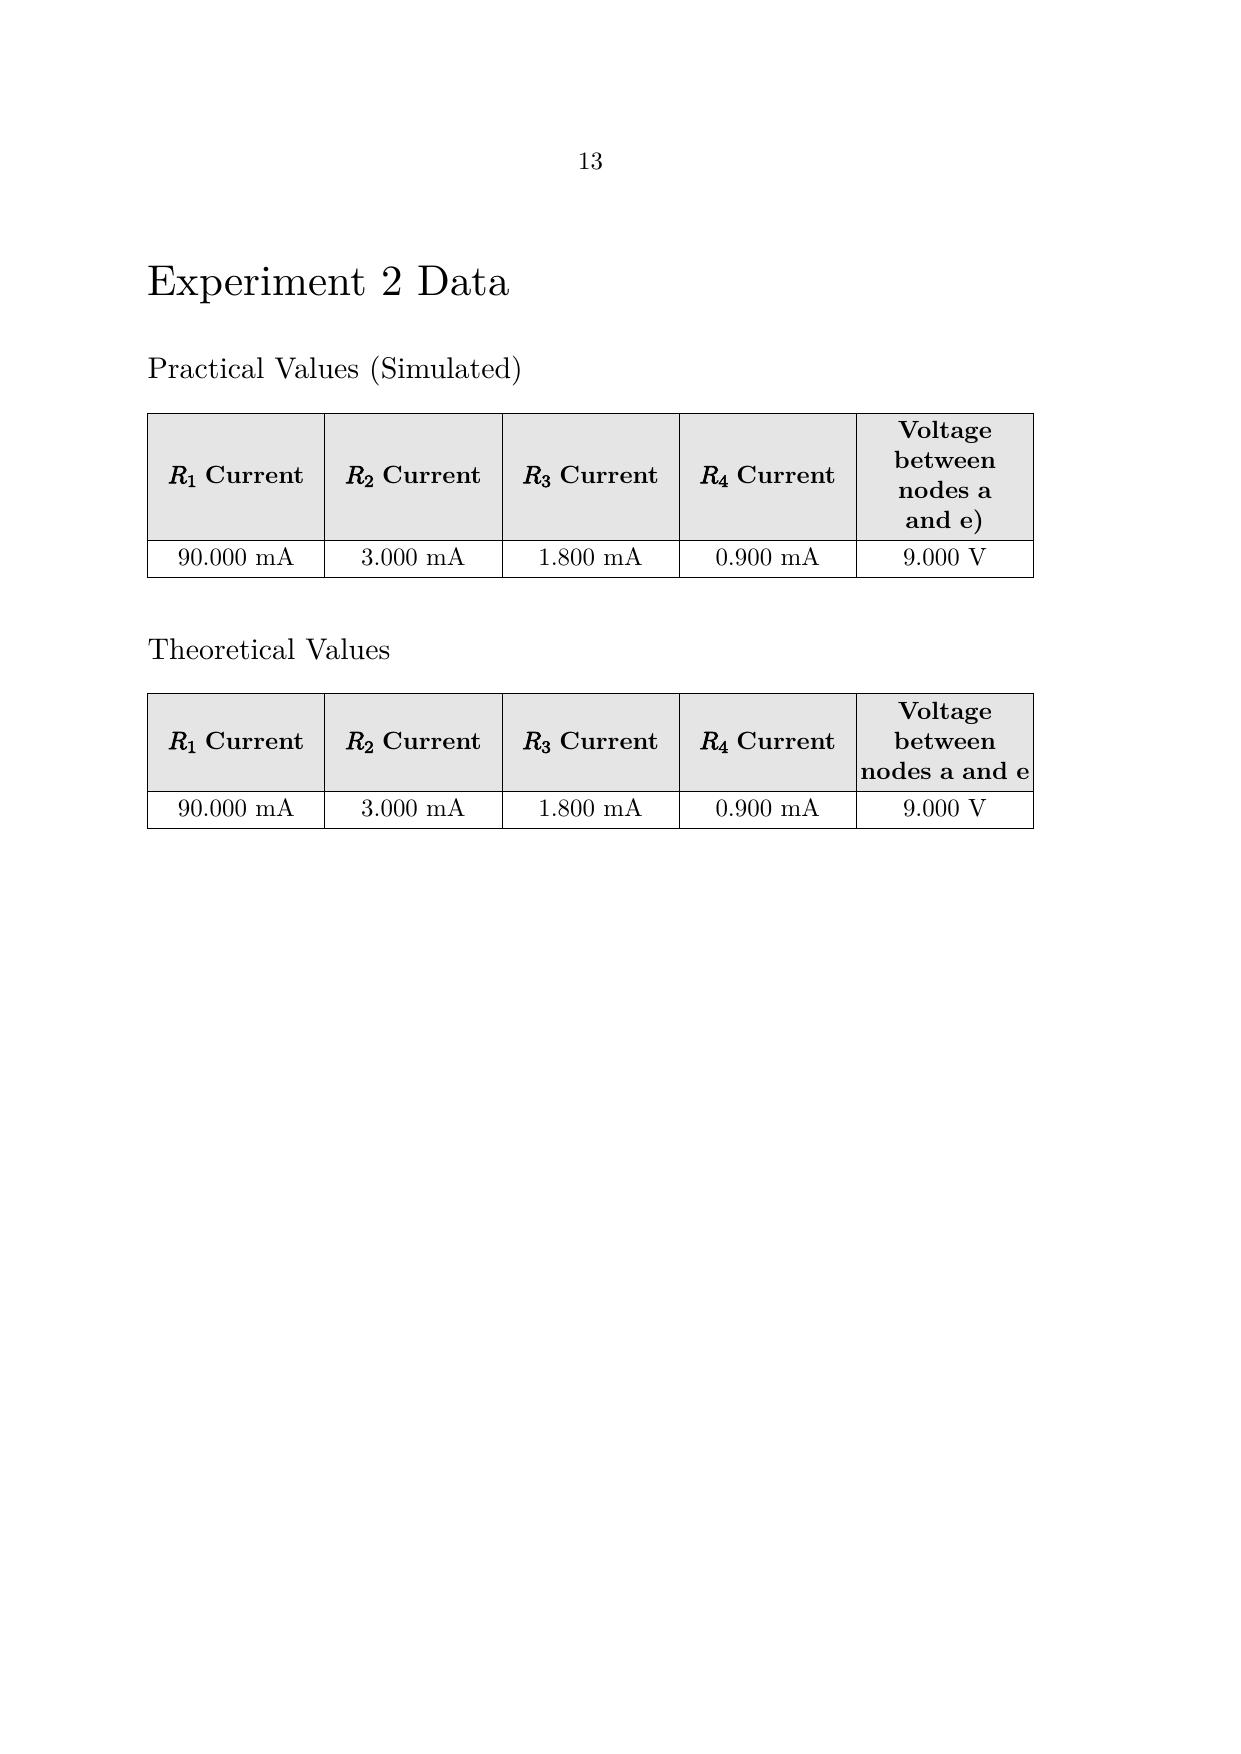 13
Experiment 2 Data
Practical Values (Simulated)
R₁ Current R₂ Current R₃ Current R₄ Current Voltage between nodes a and e)
90.000 mA 3.000 mA 1.800 mA 0.900 mA 9.000 V
Theoretical Values
R₁ Current R₂ Current R₃ Current R₄ Current Voltage between nodes a and e
90.000 mA 3.000 mA 1.800 mA 0.900 mA 9.000 V